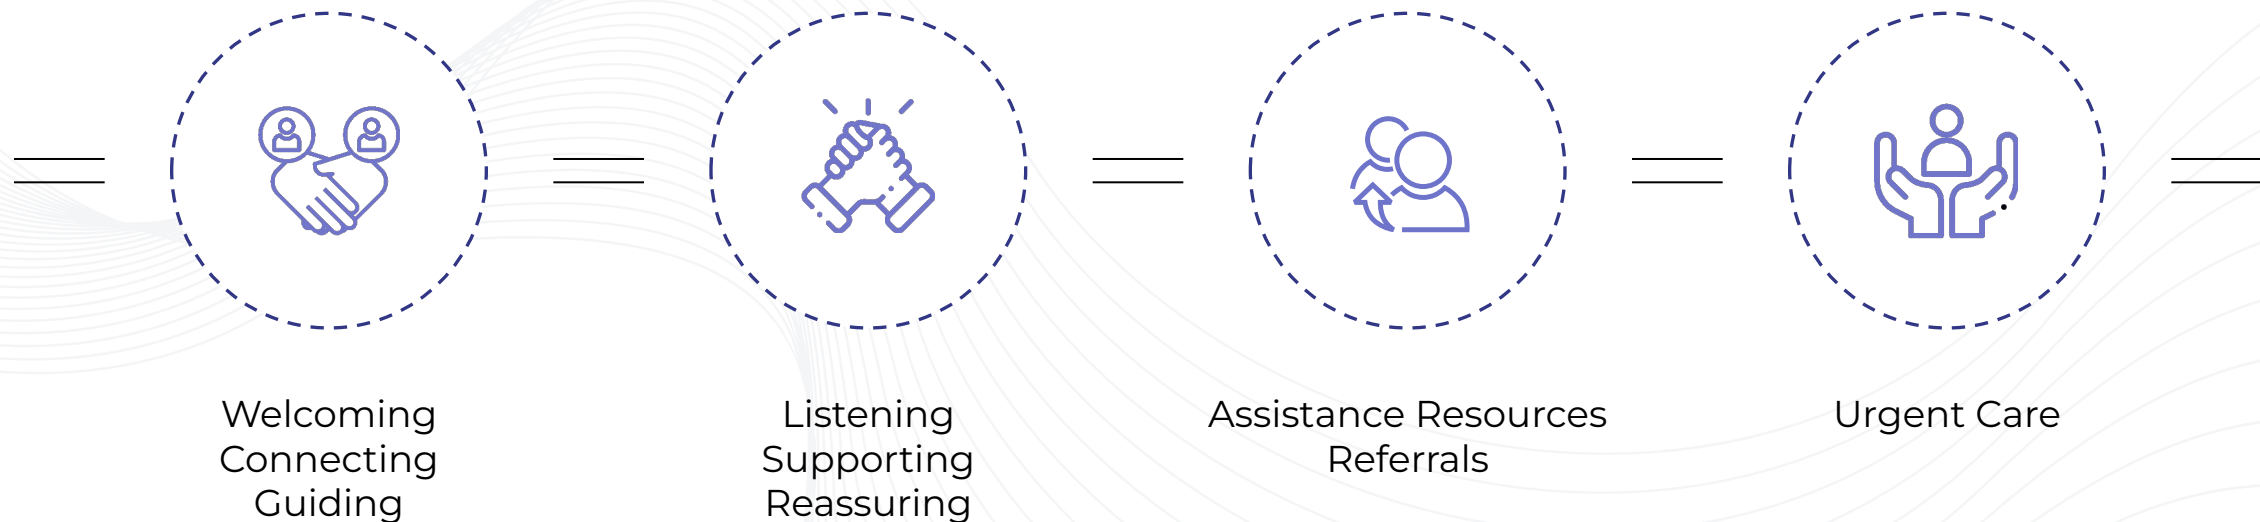 Welcoming
Connecting
Guiding
Listening
Supporting
Reassuring
Assistance Resources
Referrals
Urgent Care